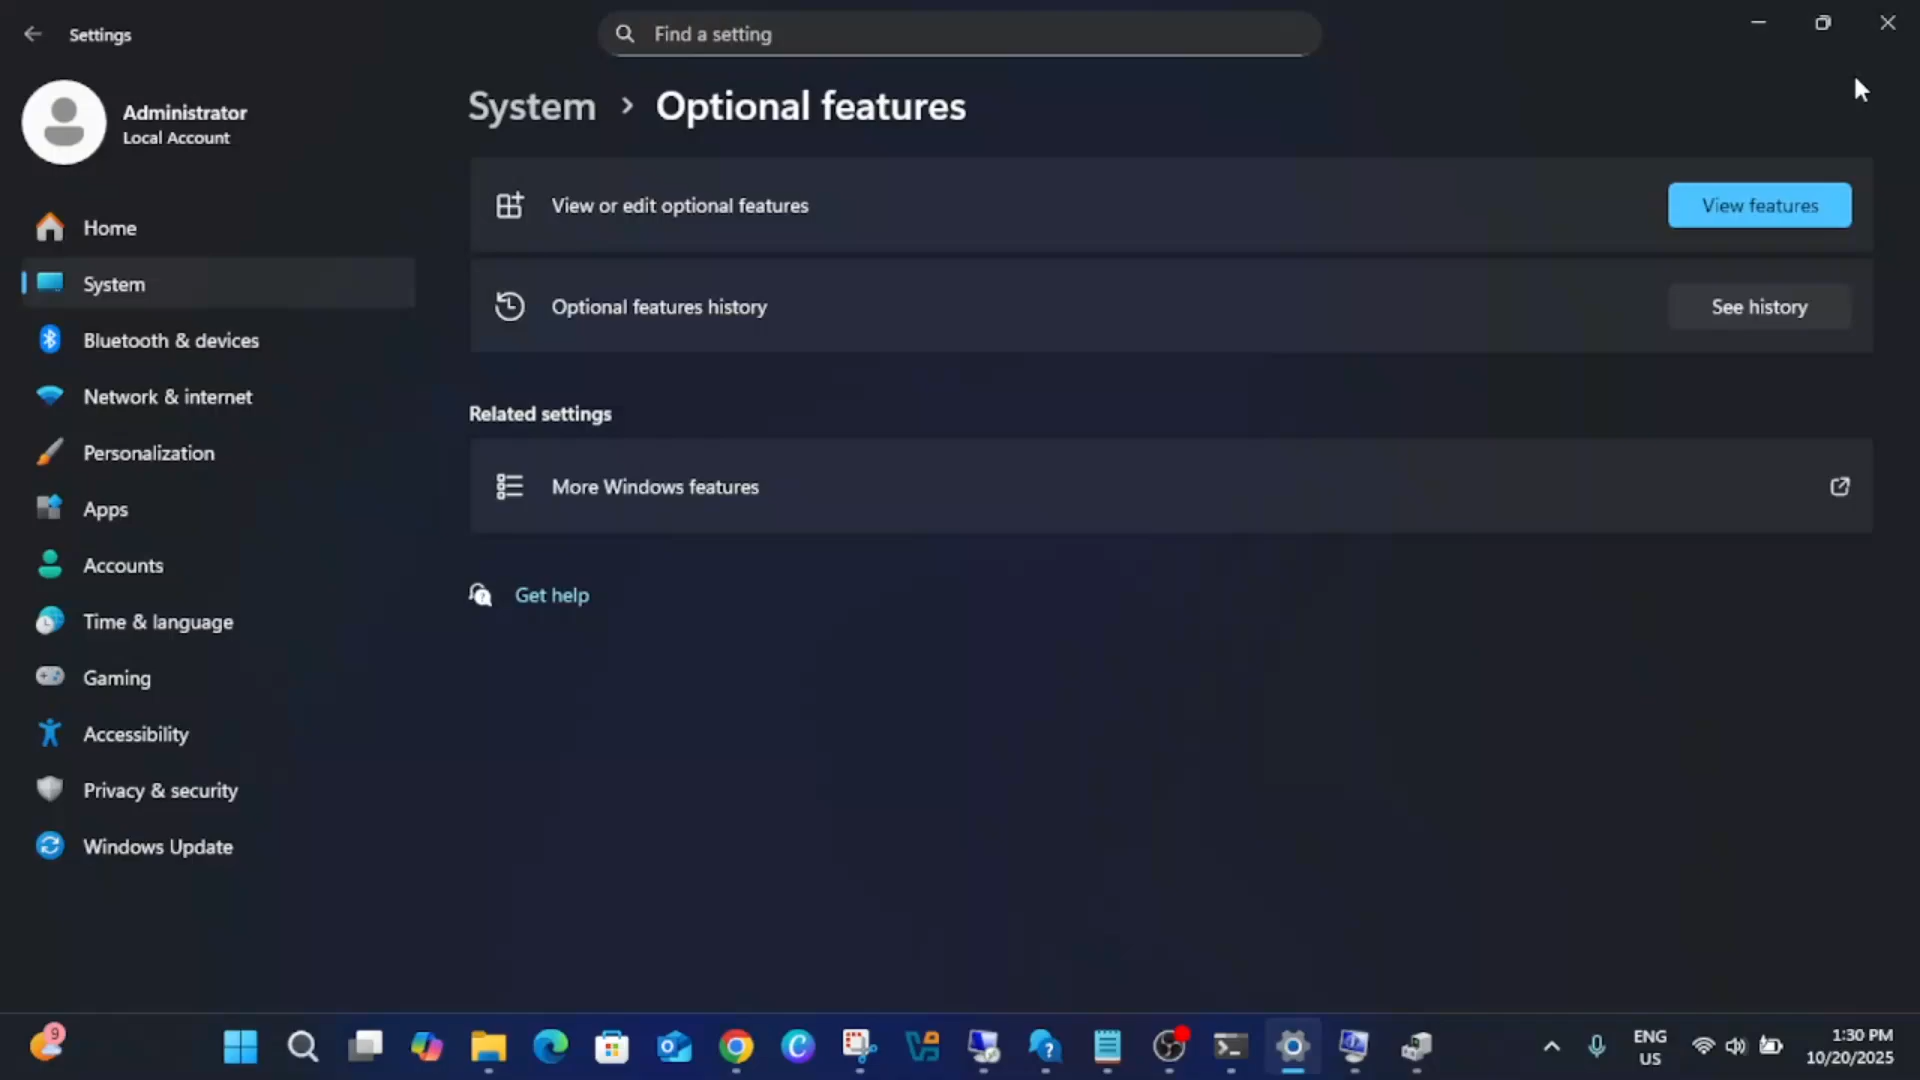 Settings
Find a setting
Administrator
Local Account
Home
System
Bluetooth & devices
Network & internet
Personalization
Apps
Accounts
Time & language
Gaming
Accessibility
Privacy & security
Windows Update
System > Optional features
View or edit optional features
View features
Optional features history
See history
Related settings
More Windows features
Get help
9
ENG
US
1:30 PM
10/20/2025